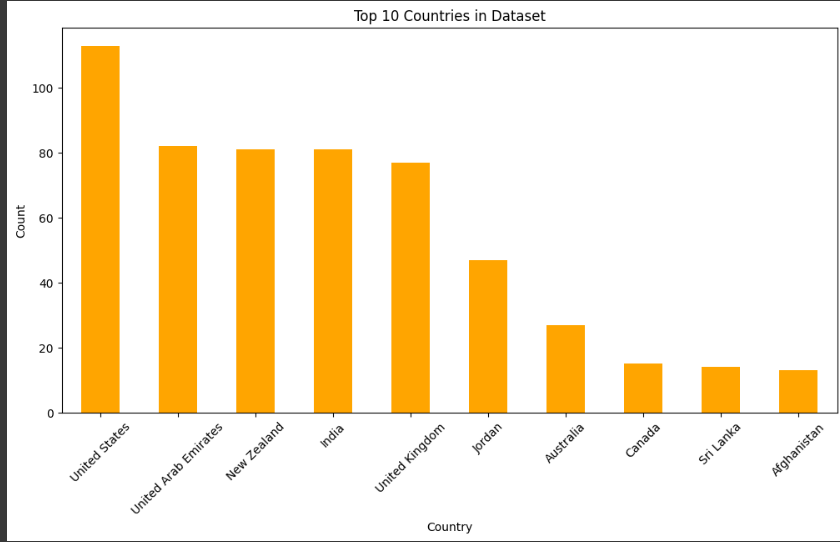 Top 10 Countries in Dataset
Count
100
80
60
40
20
0
United States
United Arab Emirates
New Zealand
India
United Kingdom
Jordan
Australia
Canada
Sri Lanka
Afghanistan
Country